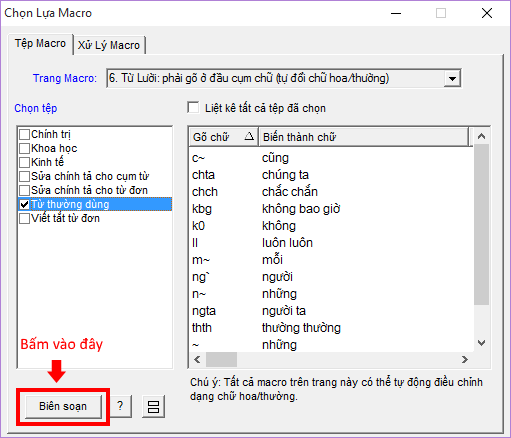 Chọn Lựa Macro
Tệp Macro
Xử Lý Macro
Trang Macro:
6. Từ Lười: phải gõ ở đầu cụm chữ (tự đổi chữ hoa/thường)
Chọn tệp
Liệt kê tất cả tệp đã chọn
Chính trị
Khoa học
Kinh tế
Sửa chính tả cho cụm từ
Sửa chính tả cho từ đơn
Từ thường dùng
Viết tắt từ đơn
Gõ chữ
Biến thành chữ
c~ cũng
chta chúng ta
chch chắc chắn
kbg không bao giờ
k0 không
ll luôn luôn
m~ mỗi
ng` người
n~ những
ngta người ta
thth thường thường
~ những
Bấm vào đây
Biên soạn
?
Chú ý: Tất cả macro trên trang này có thể tự động điều chỉnh
dạng chữ hoa/thường.